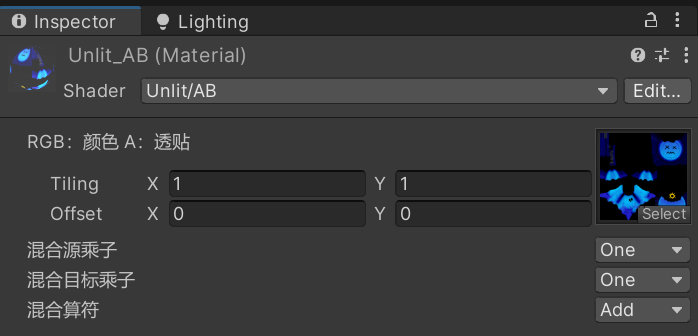 Inspector Lighting
Unlit_AB (Material)
Shader Unlit/AB Edit...
RGB：颜色 A：透贴
Tiling X 1 Y 1
Offset X 0 Y 0
Select
混合源乘子 One
混合目标乘子 One
混合算符 Add